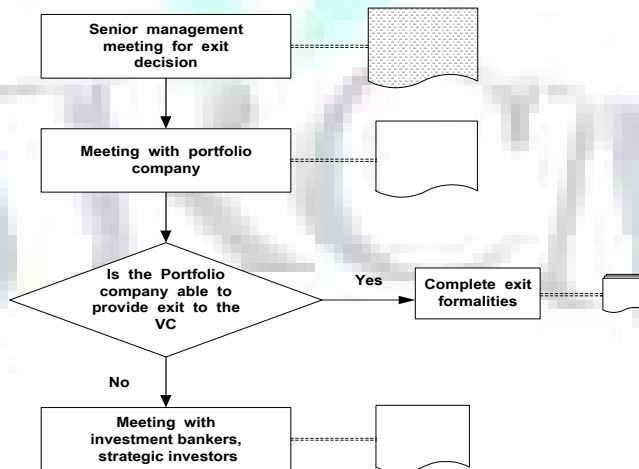 Senior management
meeting for exit
decision
Meeting with portfolio
company
Is the Portfolio
company able to
provide exit to the
VC
Yes
Complete exit
formalities
No
Meeting with
investment bankers,
strategic investors